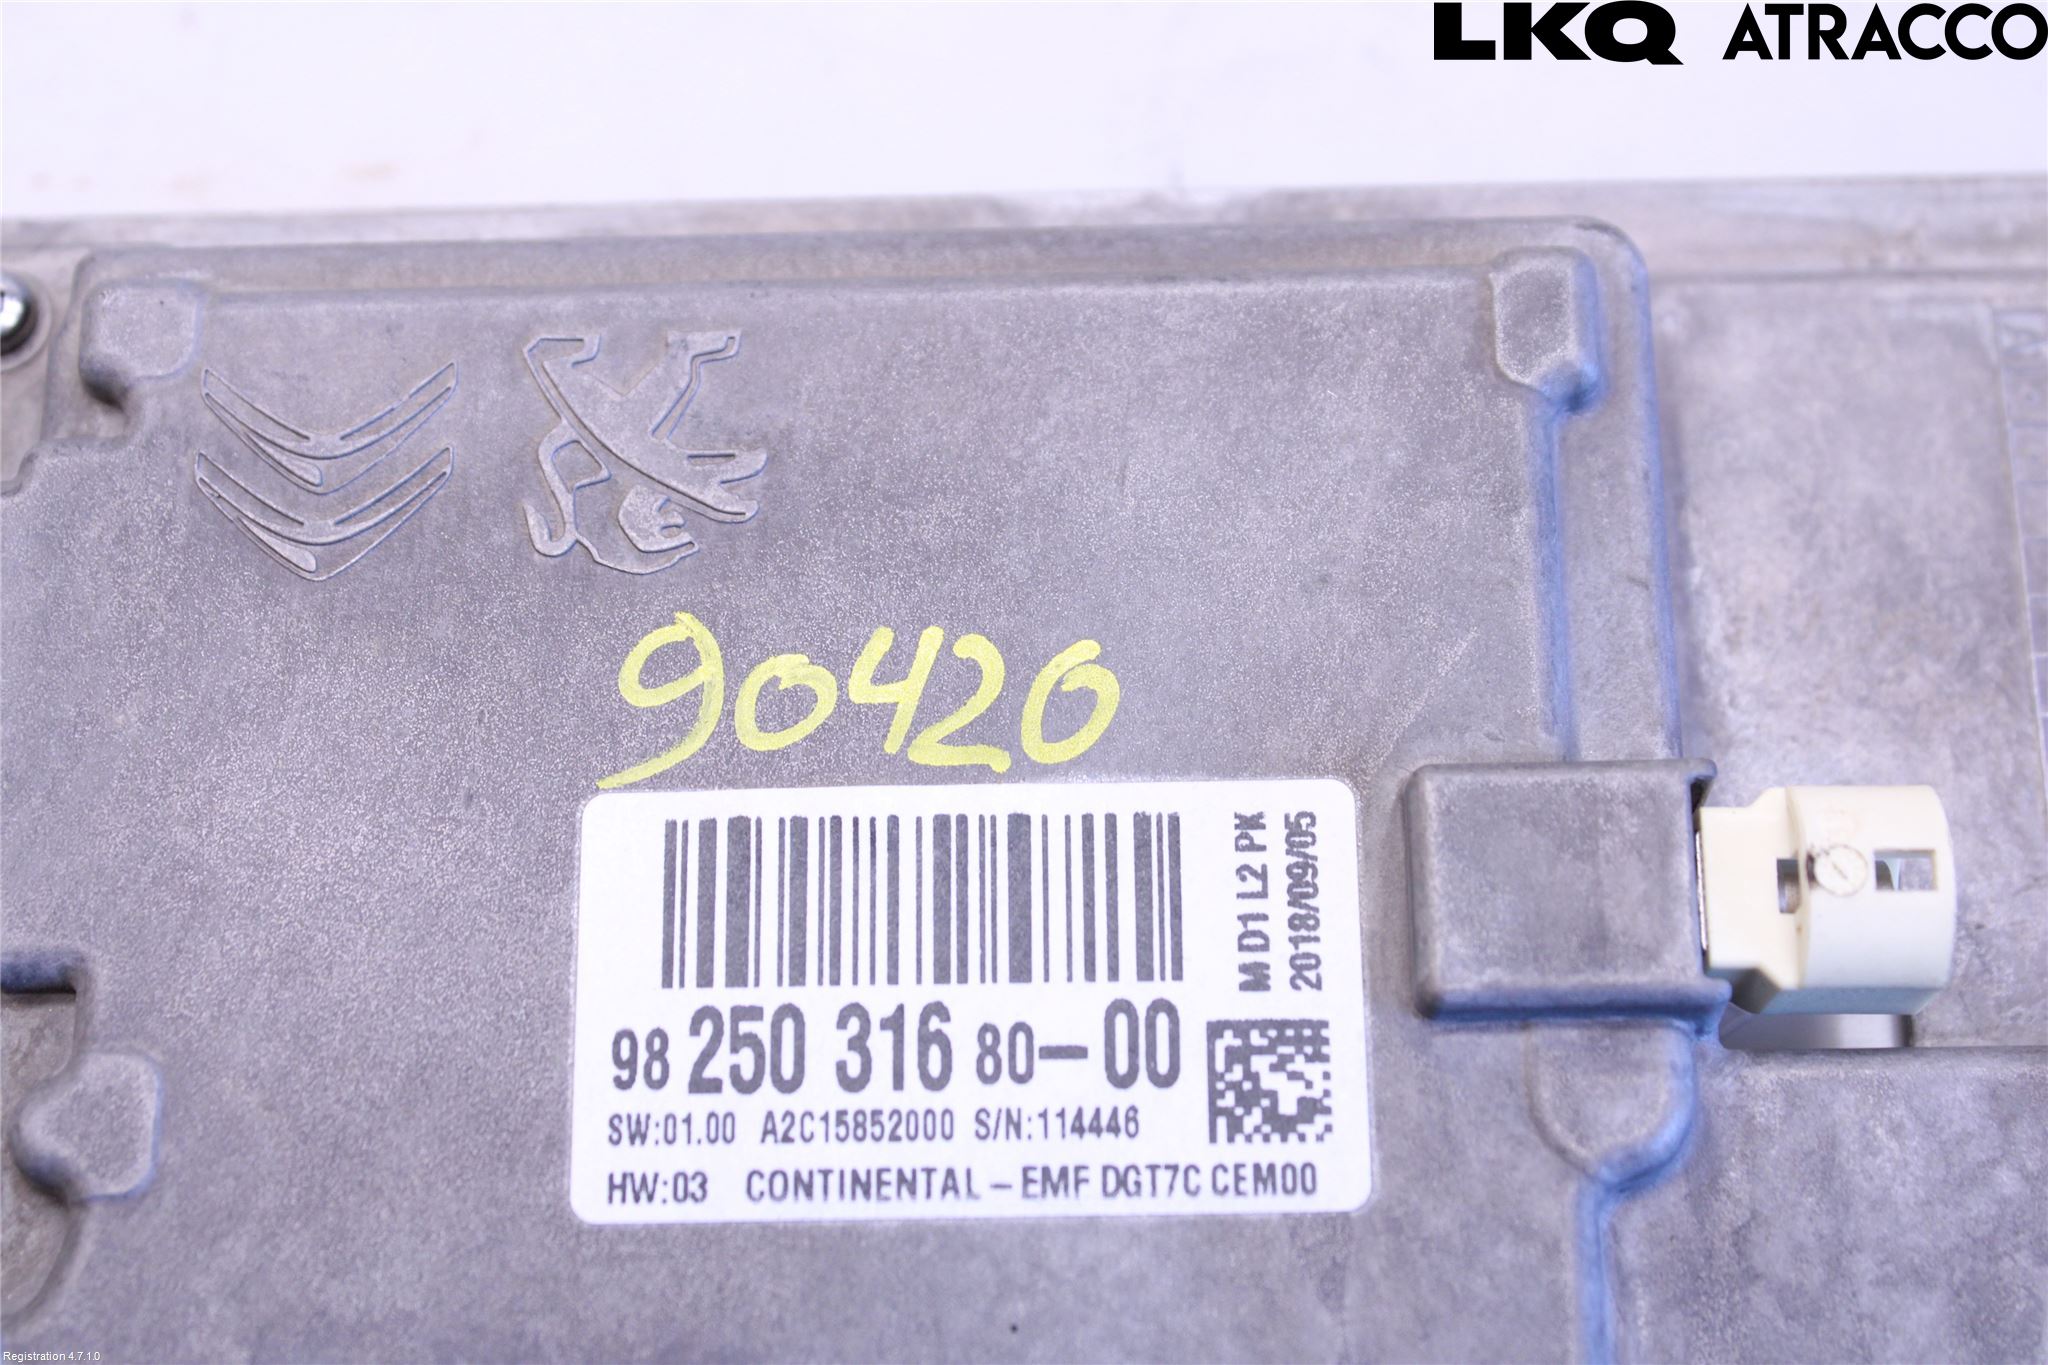 LKQ ATRACCO
90420
M D1 L2 PK
2018/09/05
98 250 316 80-00
SW:01.00 A2C15852000 S/N:114446
HW:03 CONTINENTAL - EMF DGT7C CEM00
Registration 4.7.1.0